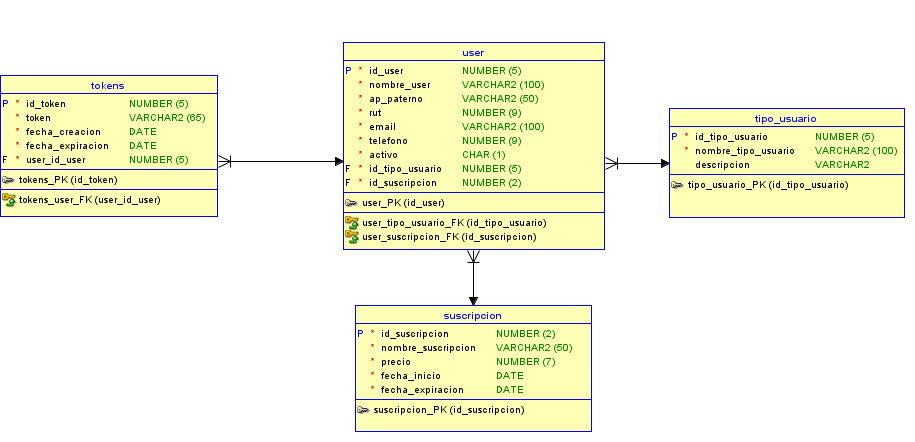 tokens
P * id_token NUMBER (5)
* token VARCHAR2 (65)
* fecha_creacion DATE
* fecha_expiracion DATE
F * user_id_user NUMBER (5)
tokens_PK (id_token)
tokens_user_FK (user_id_user)
user
P * id_user NUMBER (5)
* nombre_user VARCHAR2 (100)
* ap_paterno VARCHAR2 (50)
* rut NUMBER (9)
* email VARCHAR2 (100)
* telefono NUMBER (9)
* activo CHAR (1)
F * id_tipo_usuario NUMBER (5)
F * id_suscripcion NUMBER (2)
user_PK (id_user)
user_tipo_usuario_FK (id_tipo_usuario)
user_suscripcion_FK (id_suscripcion)
tipo_usuario
P * id_tipo_usuario NUMBER (5)
* nombre_tipo_usuario VARCHAR2 (100)
descripcion VARCHAR2
tipo_usuario_PK (id_tipo_usuario)
suscripcion
P * id_suscripcion NUMBER (2)
* nombre_suscripcion VARCHAR2 (50)
* precio NUMBER (7)
* fecha_inicio DATE
* fecha_expiracion DATE
suscripcion_PK (id_suscripcion)